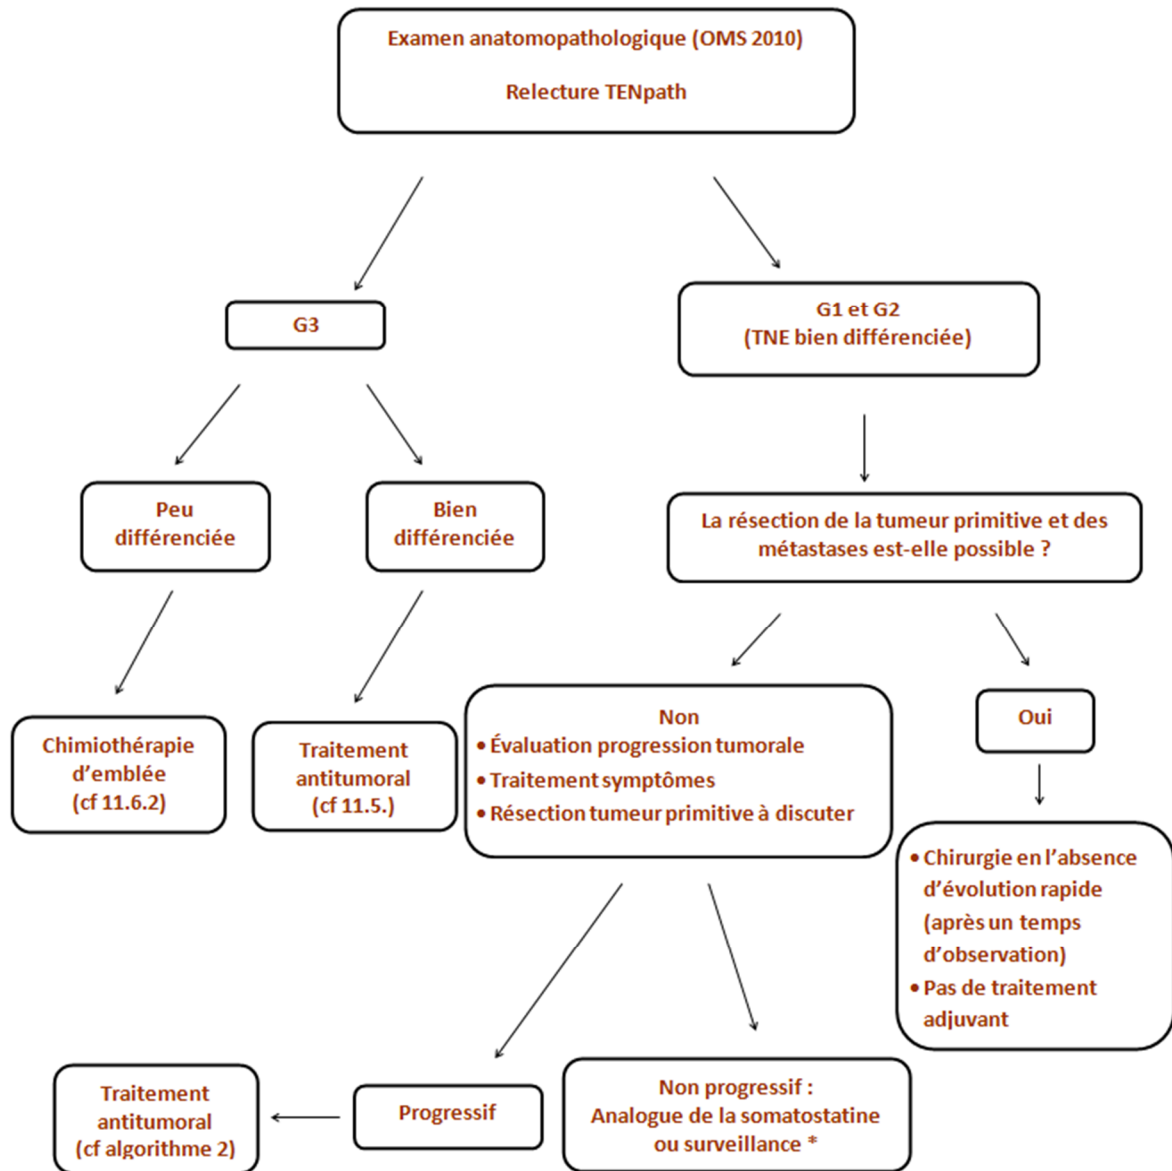 Examen anatomopathologique (OMS 2010)
Relecture TENpath
G3
G1 et G2
(TNE bien différenciée)
Peu
différenciée
Bien
différenciée
La résection de la tumeur primitive et des
métastases est-elle possible ?
Chimiothérapie
d'emblée
(cf 11.6.2)
Traitement
antitumoral
(cf 11.5.)
Non
• Évaluation progression tumorale
• Traitement symptômes
• Résection tumeur primitive à discuter
Oui
• Chirurgie en l'absence
d'évolution rapide
(après un temps
d'observation)
• Pas de traitement
adjuvant
Traitement
antitumoral
(cf algorithme 2)
Progressif
Non progressif :
Analogue de la somatostatine
ou surveillance *